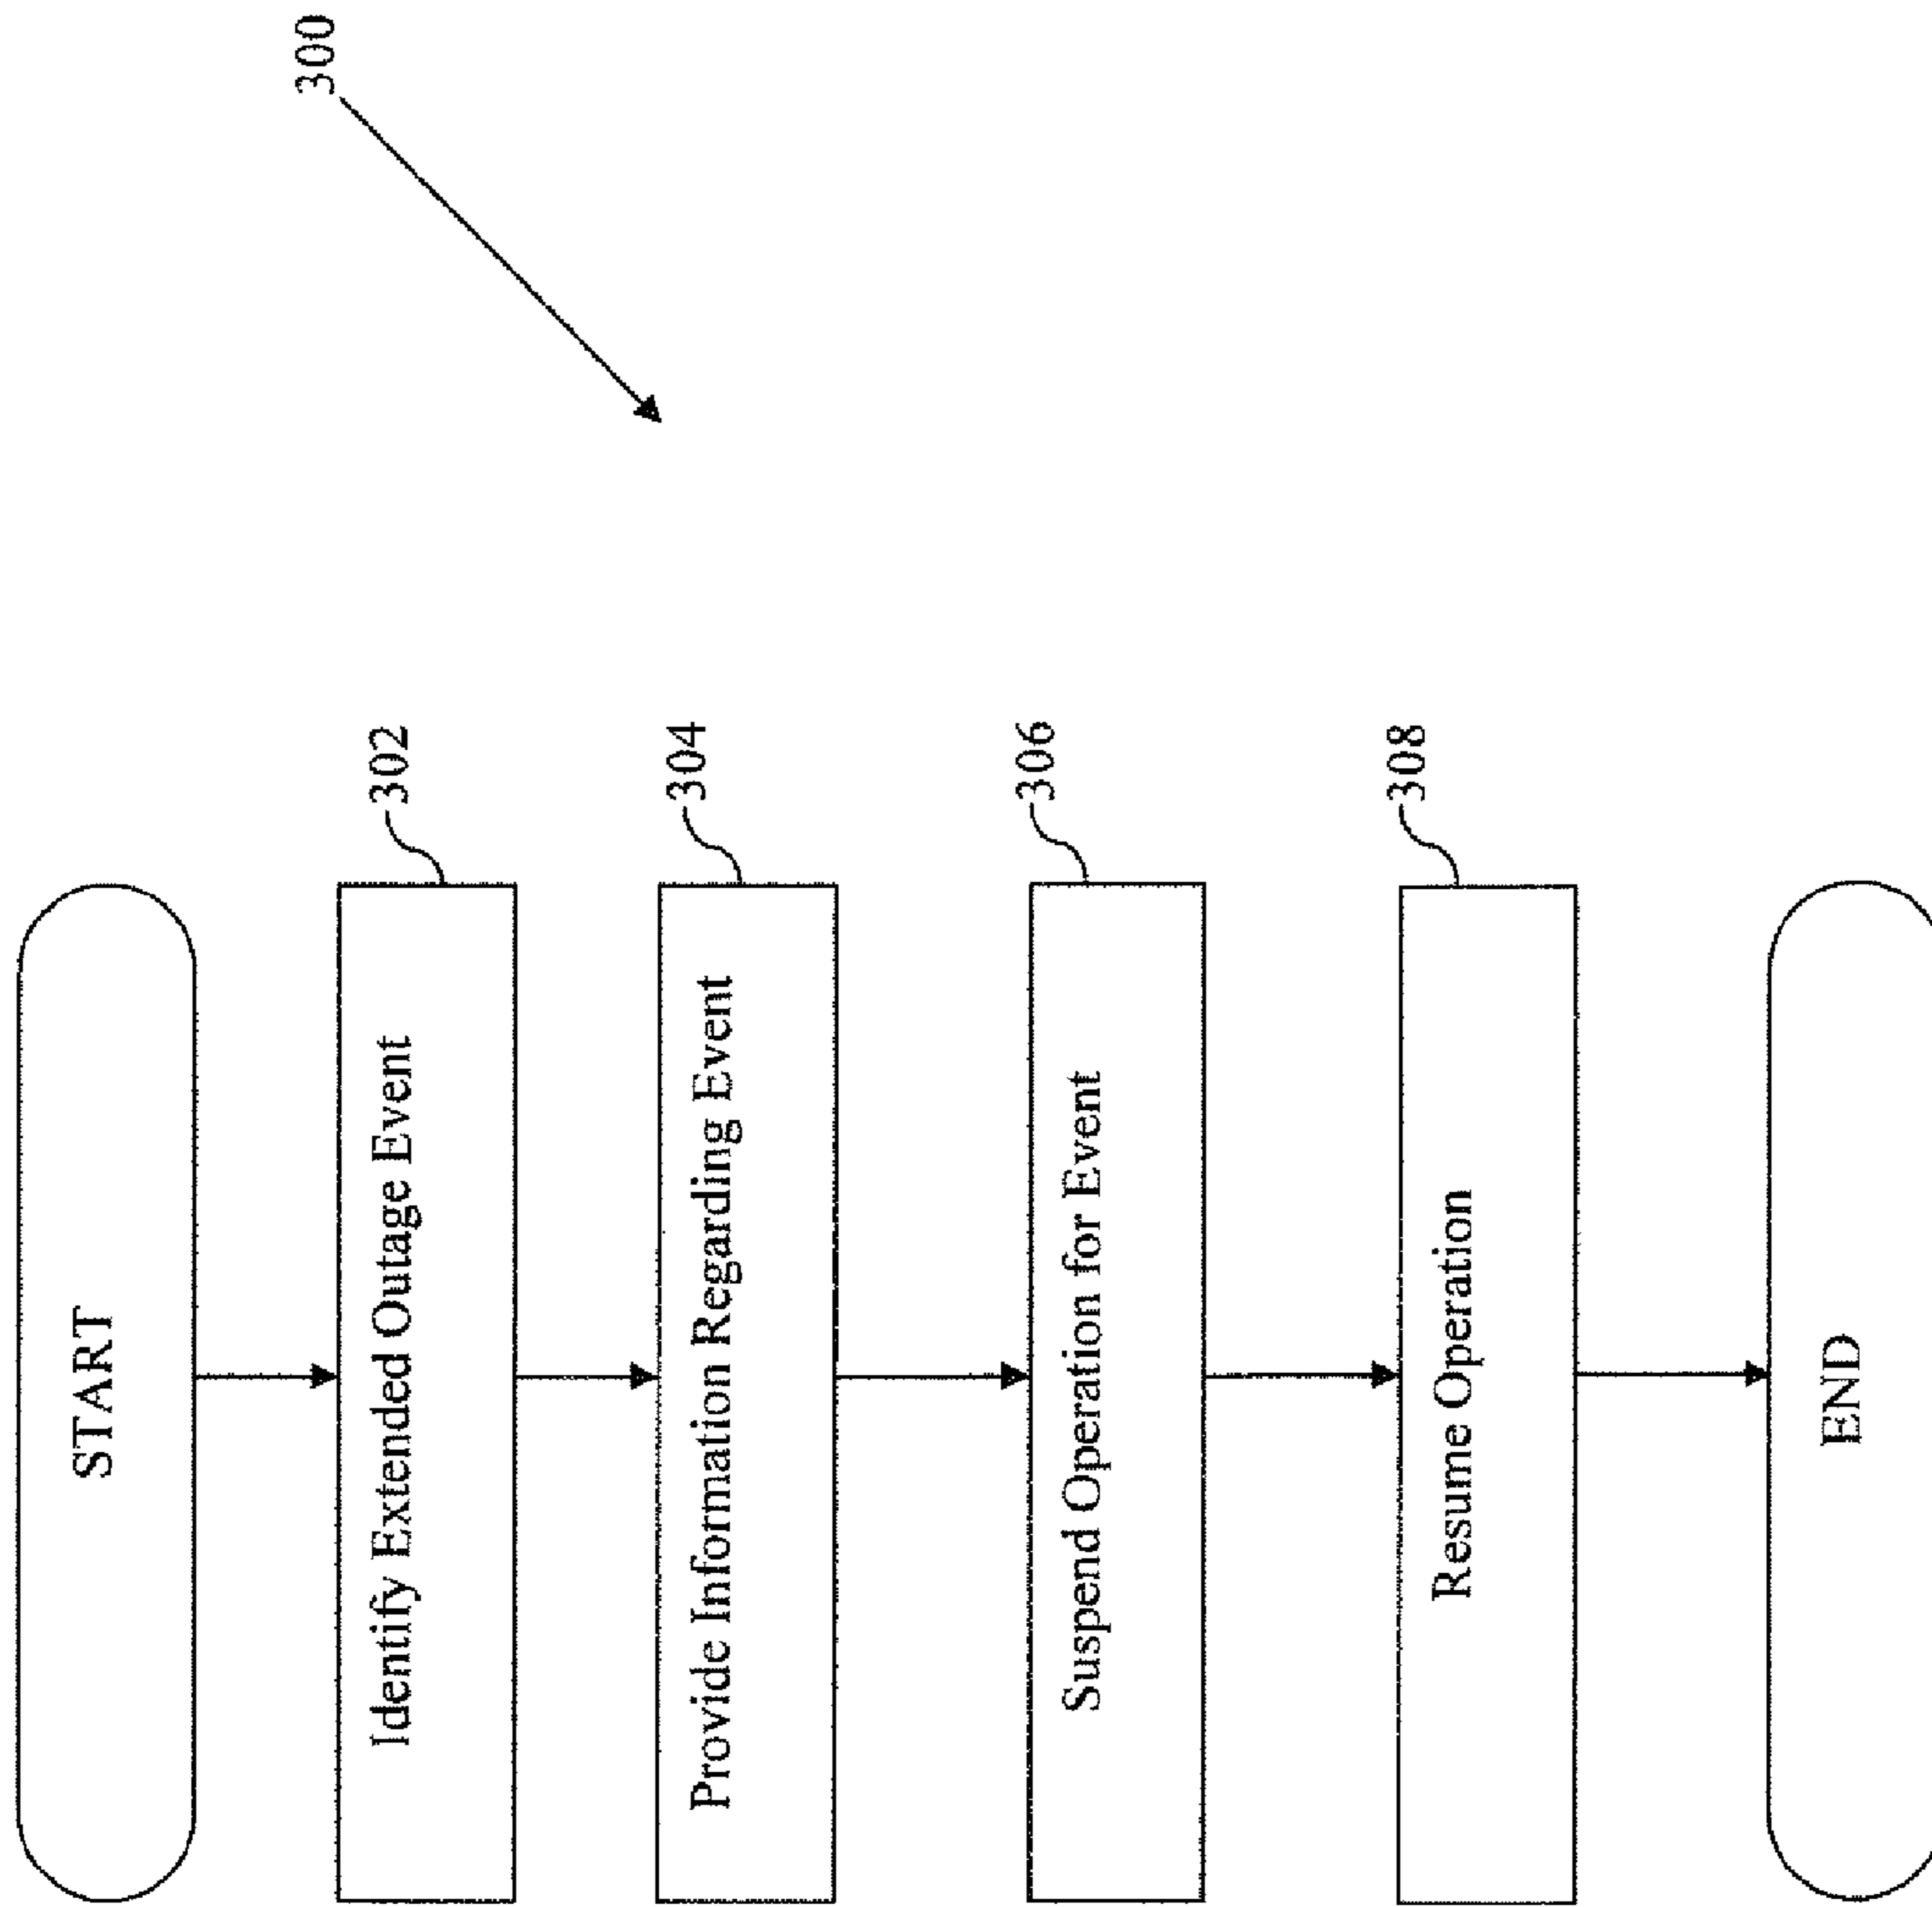 300
START
Identify Extended Outage Event
302
Provide Information Regarding Event
304
Suspend Operation for Event
306
Resume Operation
308
END